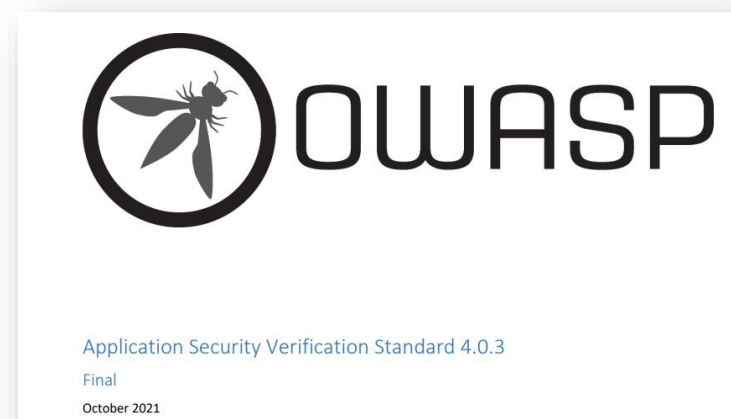 OWASP
Application Security Verification Standard 4.0.3
Final
October 2021